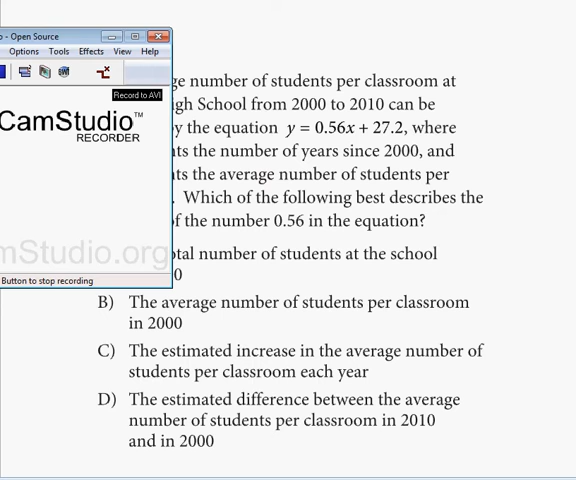 - Open Source
Options Tools Effects View Help
Record to AVI
CamStudio™
RECORDER
mStudio.org
Button to stop recording
number of students per classroom at
School from 2000 to 2010 can be
by the equation y = 0.56x + 27.2, where
the number of years since 2000, and
the average number of students per
. Which of the following best describes the
of the number 0.56 in the equation?
number of students at the school
0
B) The average number of students per classroom
in 2000
C) The estimated increase in the average number of
students per classroom each year
D) The estimated difference between the average
number of students per classroom in 2010
and in 2000